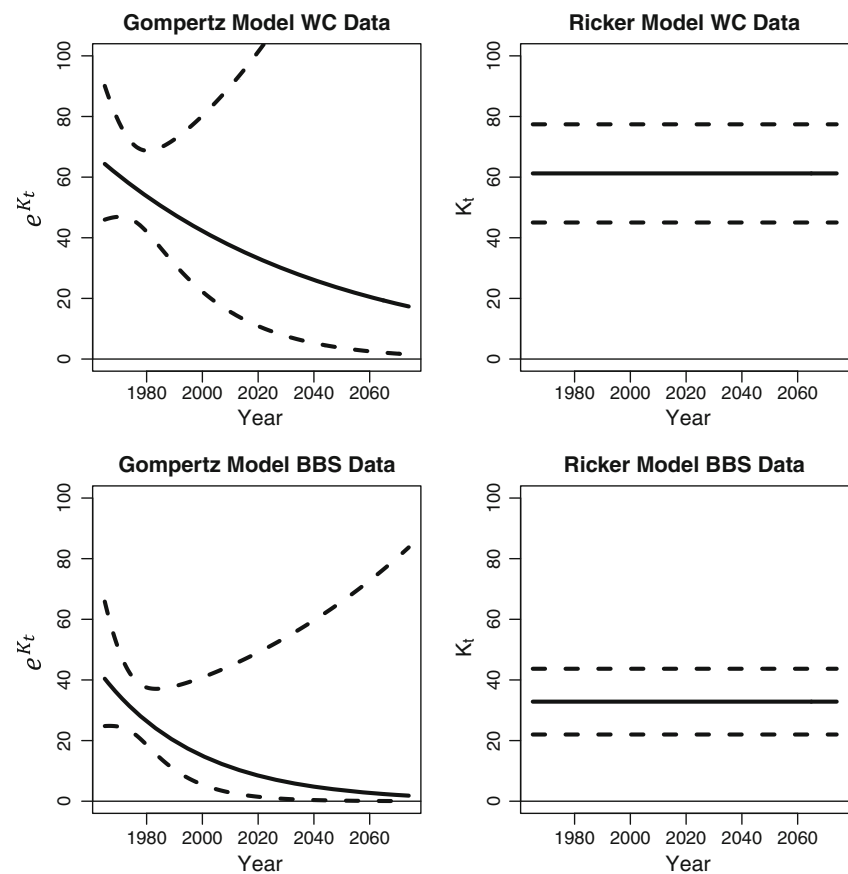 Gompertz Model WC Data
e^{K_t}
100
80
60
40
20
0
1980 2000 2020 2040 2060
Year
Ricker Model WC Data
K_t
100
80
60
40
20
0
1980 2000 2020 2040 2060
Year
Gompertz Model BBS Data
e^{K_t}
100
80
60
40
20
0
1980 2000 2020 2040 2060
Year
Ricker Model BBS Data
K_t
100
80
60
40
20
0
1980 2000 2020 2040 2060
Year